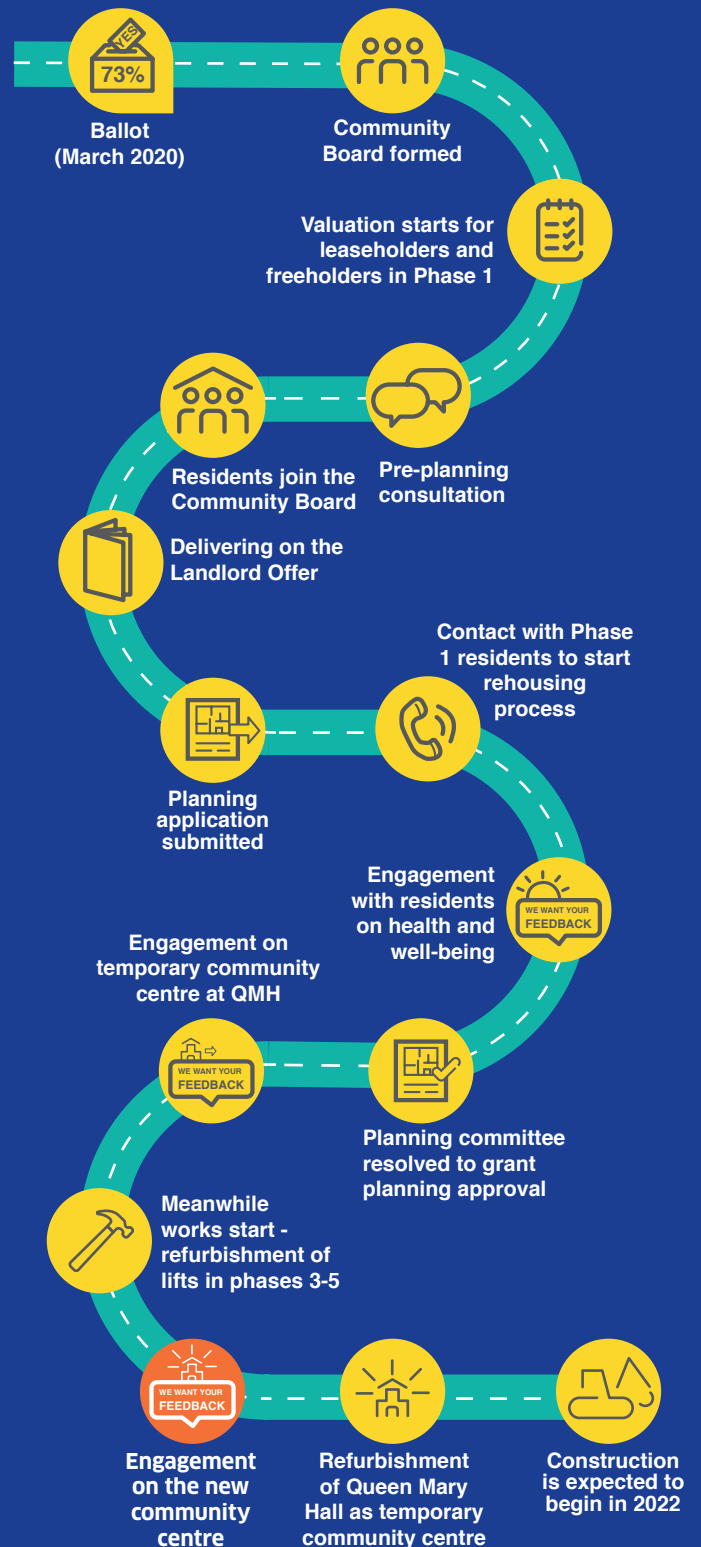 YES
73%
Ballot
(March 2020)
Community
Board formed
Valuation starts for
leaseholders and
freeholders in Phase 1
Pre-planning
consultation
Residents join the
Community Board
Delivering on the
Landlord Offer
Planning
application
submitted
Contact with Phase
1 residents to start
rehousing
process
Engagement
with residents
on health and
well-being
WE WANT YOUR
FEEDBACK
Planning committee
resolved to grant
planning approval
Engagement on
temporary community
centre at QMH
WE WANT YOUR
FEEDBACK
Meanwhile
works start -
refurbishment of
lifts in phases 3-5
WE WANT YOUR
FEEDBACK
Engagement
on the new
community
centre
Refurbishment
of Queen Mary
Hall as temporary
community centre
Construction
is expected to
begin in 2022